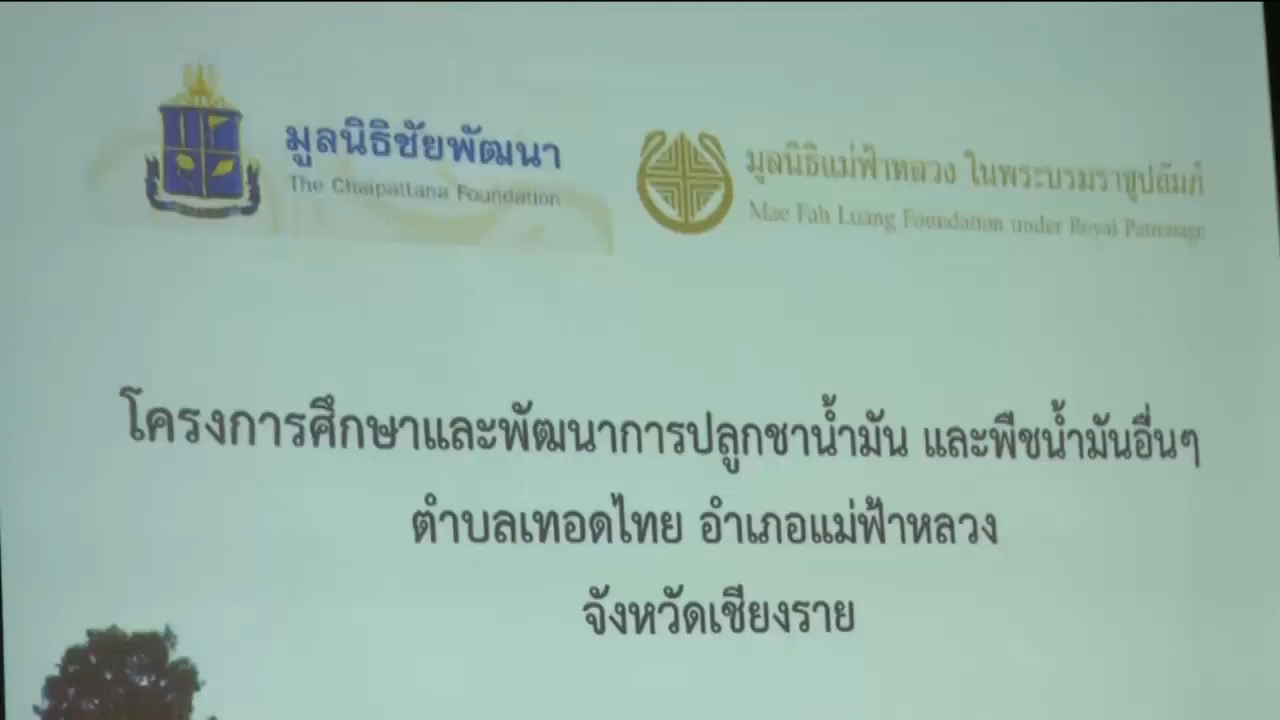 มูลนิธิชัยพัฒนา
The Chaipattana Foundation
มูลนิธิแม่ฟ้าหลวง ในพระบรมราชูปถัมภ์
Mae Fah Luang Foundation under Royal Patronage
โครงการศึกษาและพัฒนาการปลูกชาน้ำมัน และพืชน้ำมันอื่นๆ
ตำบลเทอดไทย อำเภอแม่ฟ้าหลวง
จังหวัดเชียงราย